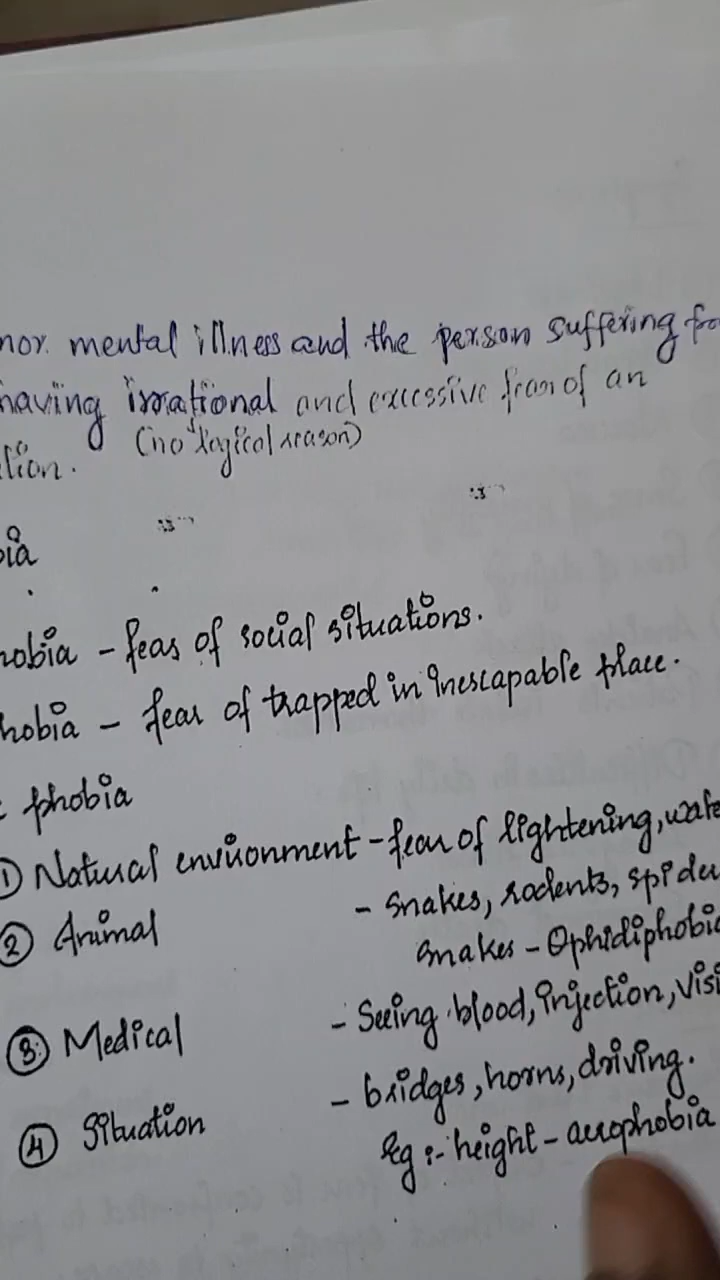 nor mental illness and the person suffering fro
having irrational and excessive fear of an
(no logical reason)
tion.
bia
hobia - fear of social situations.
hobia - fear of trapped in inescapable place.
phobia
① Natural environment - fear of lightening, wate
② Animal - snakes, rodents, spider
snakes - Ophidiphobia
③ Medical - Seeing blood, injection, visi
④ Situation - bridges, horns, driving.
Eg :- height - acrophobia